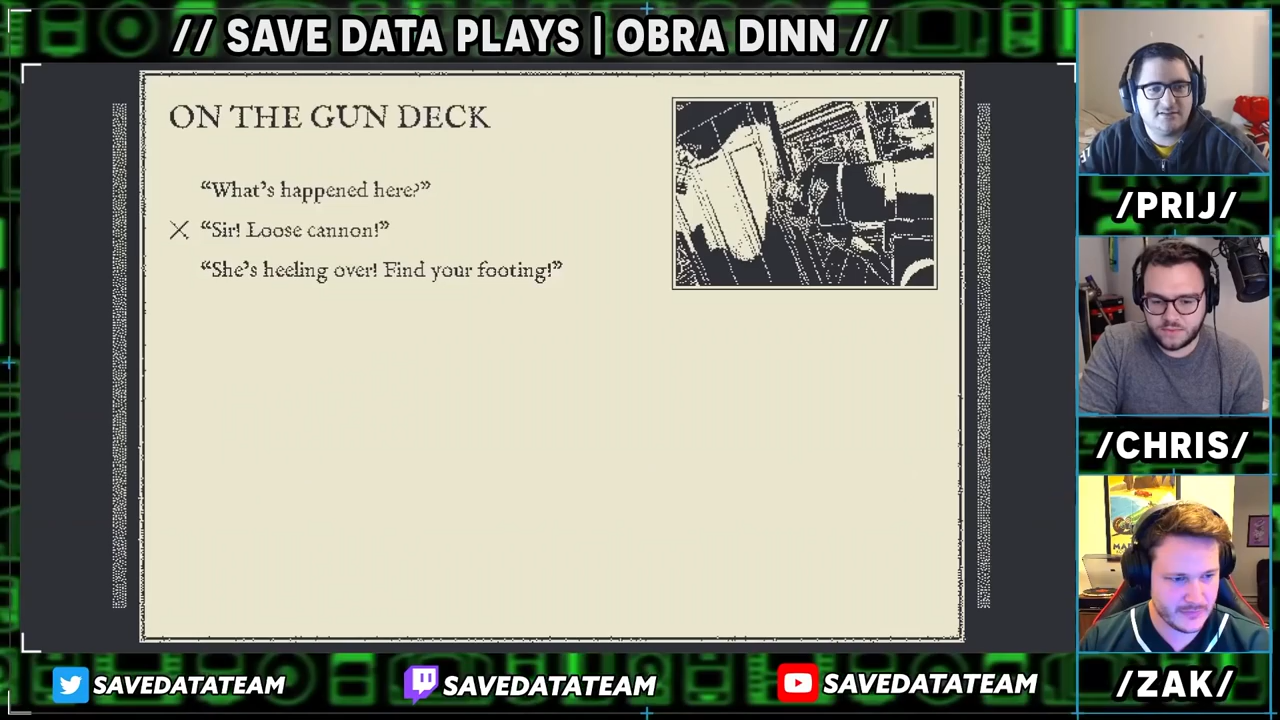 // SAVE DATA PLAYS | OBRA DINN //
ON THE GUN DECK
“What’s happened here?”
“Sir! Loose cannon!”
“She’s heeling over! Find your footing!”
/PRIJ/
/CHRIS/
/ZAK/
SAVEDATATEAM
SAVEDATATEAM
SAVEDATATEAM